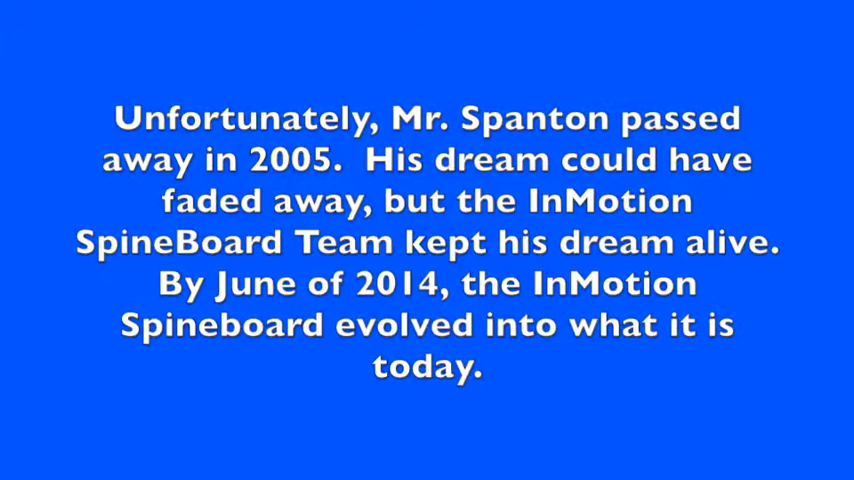 Unfortunately, Mr. Spanton passed
away in 2005.  His dream could have
faded away, but the InMotion
SpineBoard Team kept his dream alive.
By June of 2014, the InMotion
Spineboard evolved into what it is
today.